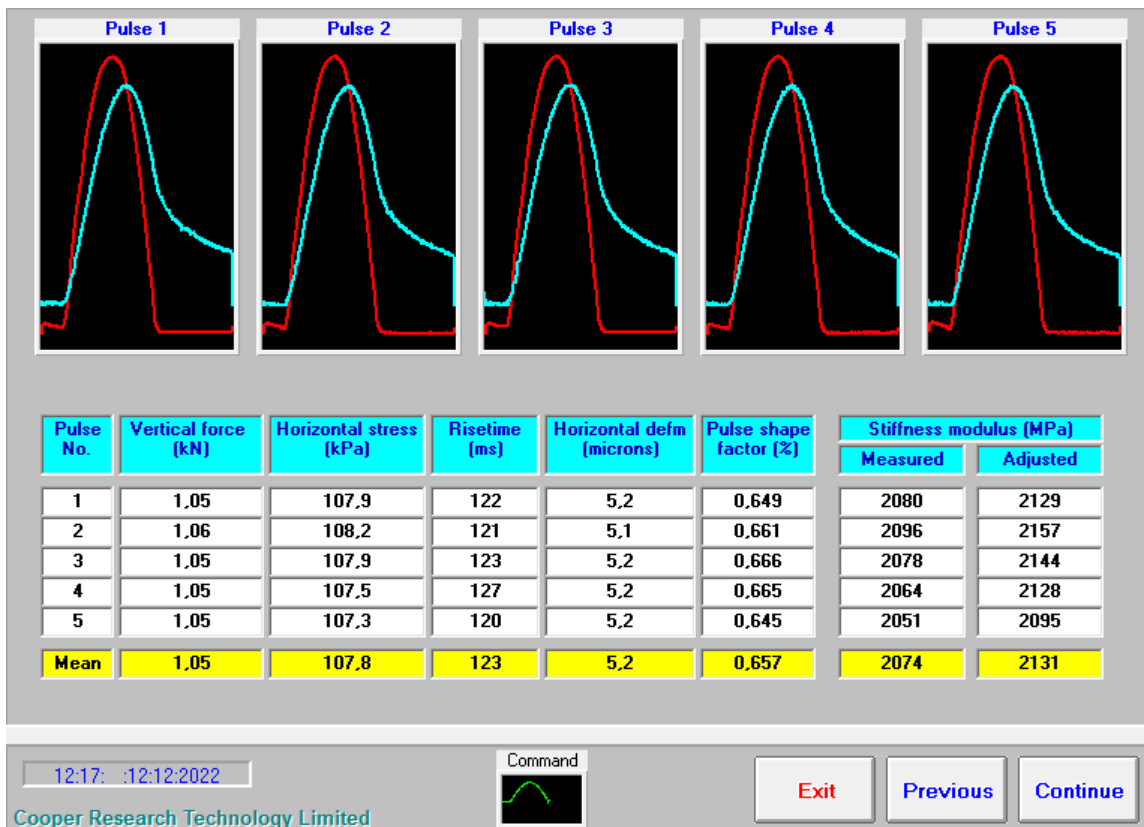 Pulse 1 Pulse 2 Pulse 3 Pulse 4 Pulse 5
Pulse No. Vertical force (kN) Horizontal stress (kPa) Risetime (ms) Horizontal defm (microns) Pulse shape factor (%) Stiffness modulus (MPa)
Measured Adjusted
1 1,05 107,9 122 5,2 0,649 2080 2129
2 1,06 108,2 121 5,1 0,661 2096 2157
3 1,05 107,9 123 5,2 0,666 2078 2144
4 1,05 107,5 127 5,2 0,665 2064 2128
5 1,05 107,3 120 5,2 0,645 2051 2095
Mean 1,05 107,8 123 5,2 0,657 2074 2131
12:17: :12:12:2022
Command
Exit Previous Continue
Cooper Research Technology Limited